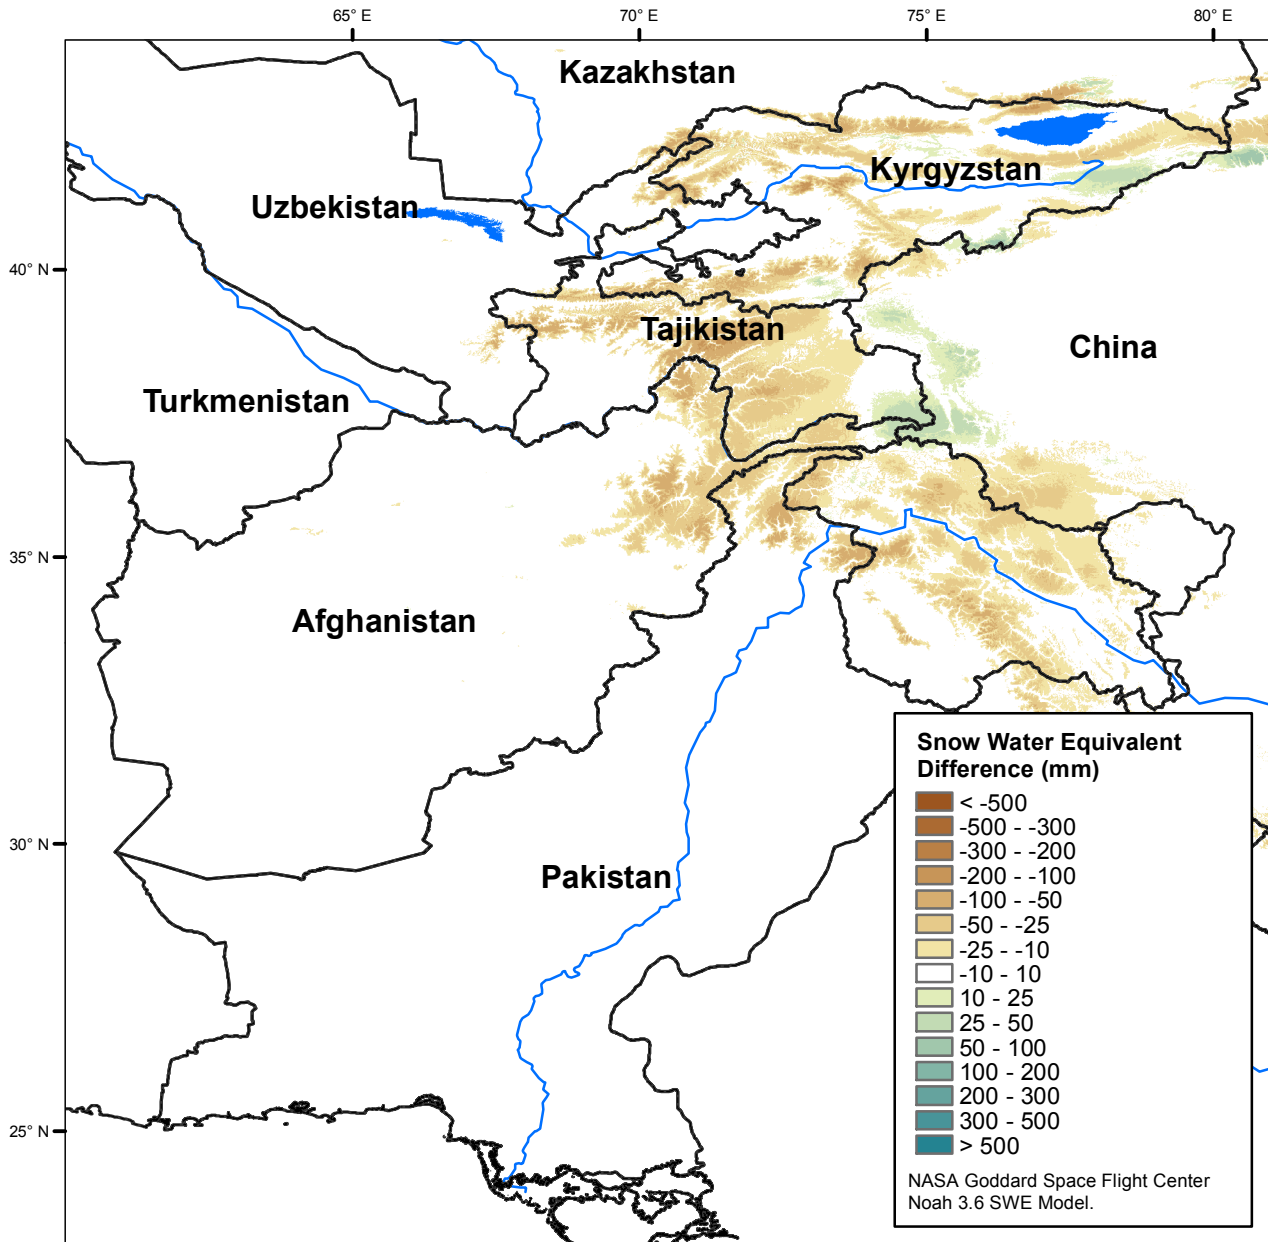 65° E
70° E
75° E
80° E
Kazakhstan
Kyrgyzstan
Uzbekistan
40° N
Tajikistan
China
Turkmenistan
35° N
Afghanistan
30° N
Pakistan
25° N
Snow Water Equivalent
Difference (mm)
< -500
-500 - -300
-300 - -200
-200 - -100
-100 - -50
-50 - -25
-25 - -10
-10 - 10
10 - 25
25 - 50
50 - 100
100 - 200
200 - 300
300 - 500
> 500
NASA Goddard Space Flight Center
Noah 3.6 SWE Model.